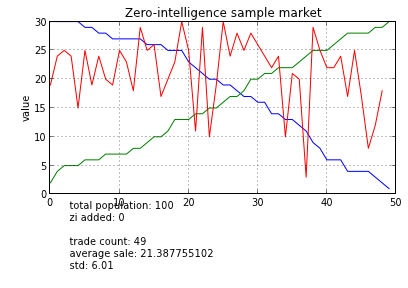 Zero-intelligence sample market
30
25
20
15
10
5
0
value
0 10 20 30 40 50
total population: 100
zi added: 0
trade count: 49
average sale: 21.387755102
std: 6.01